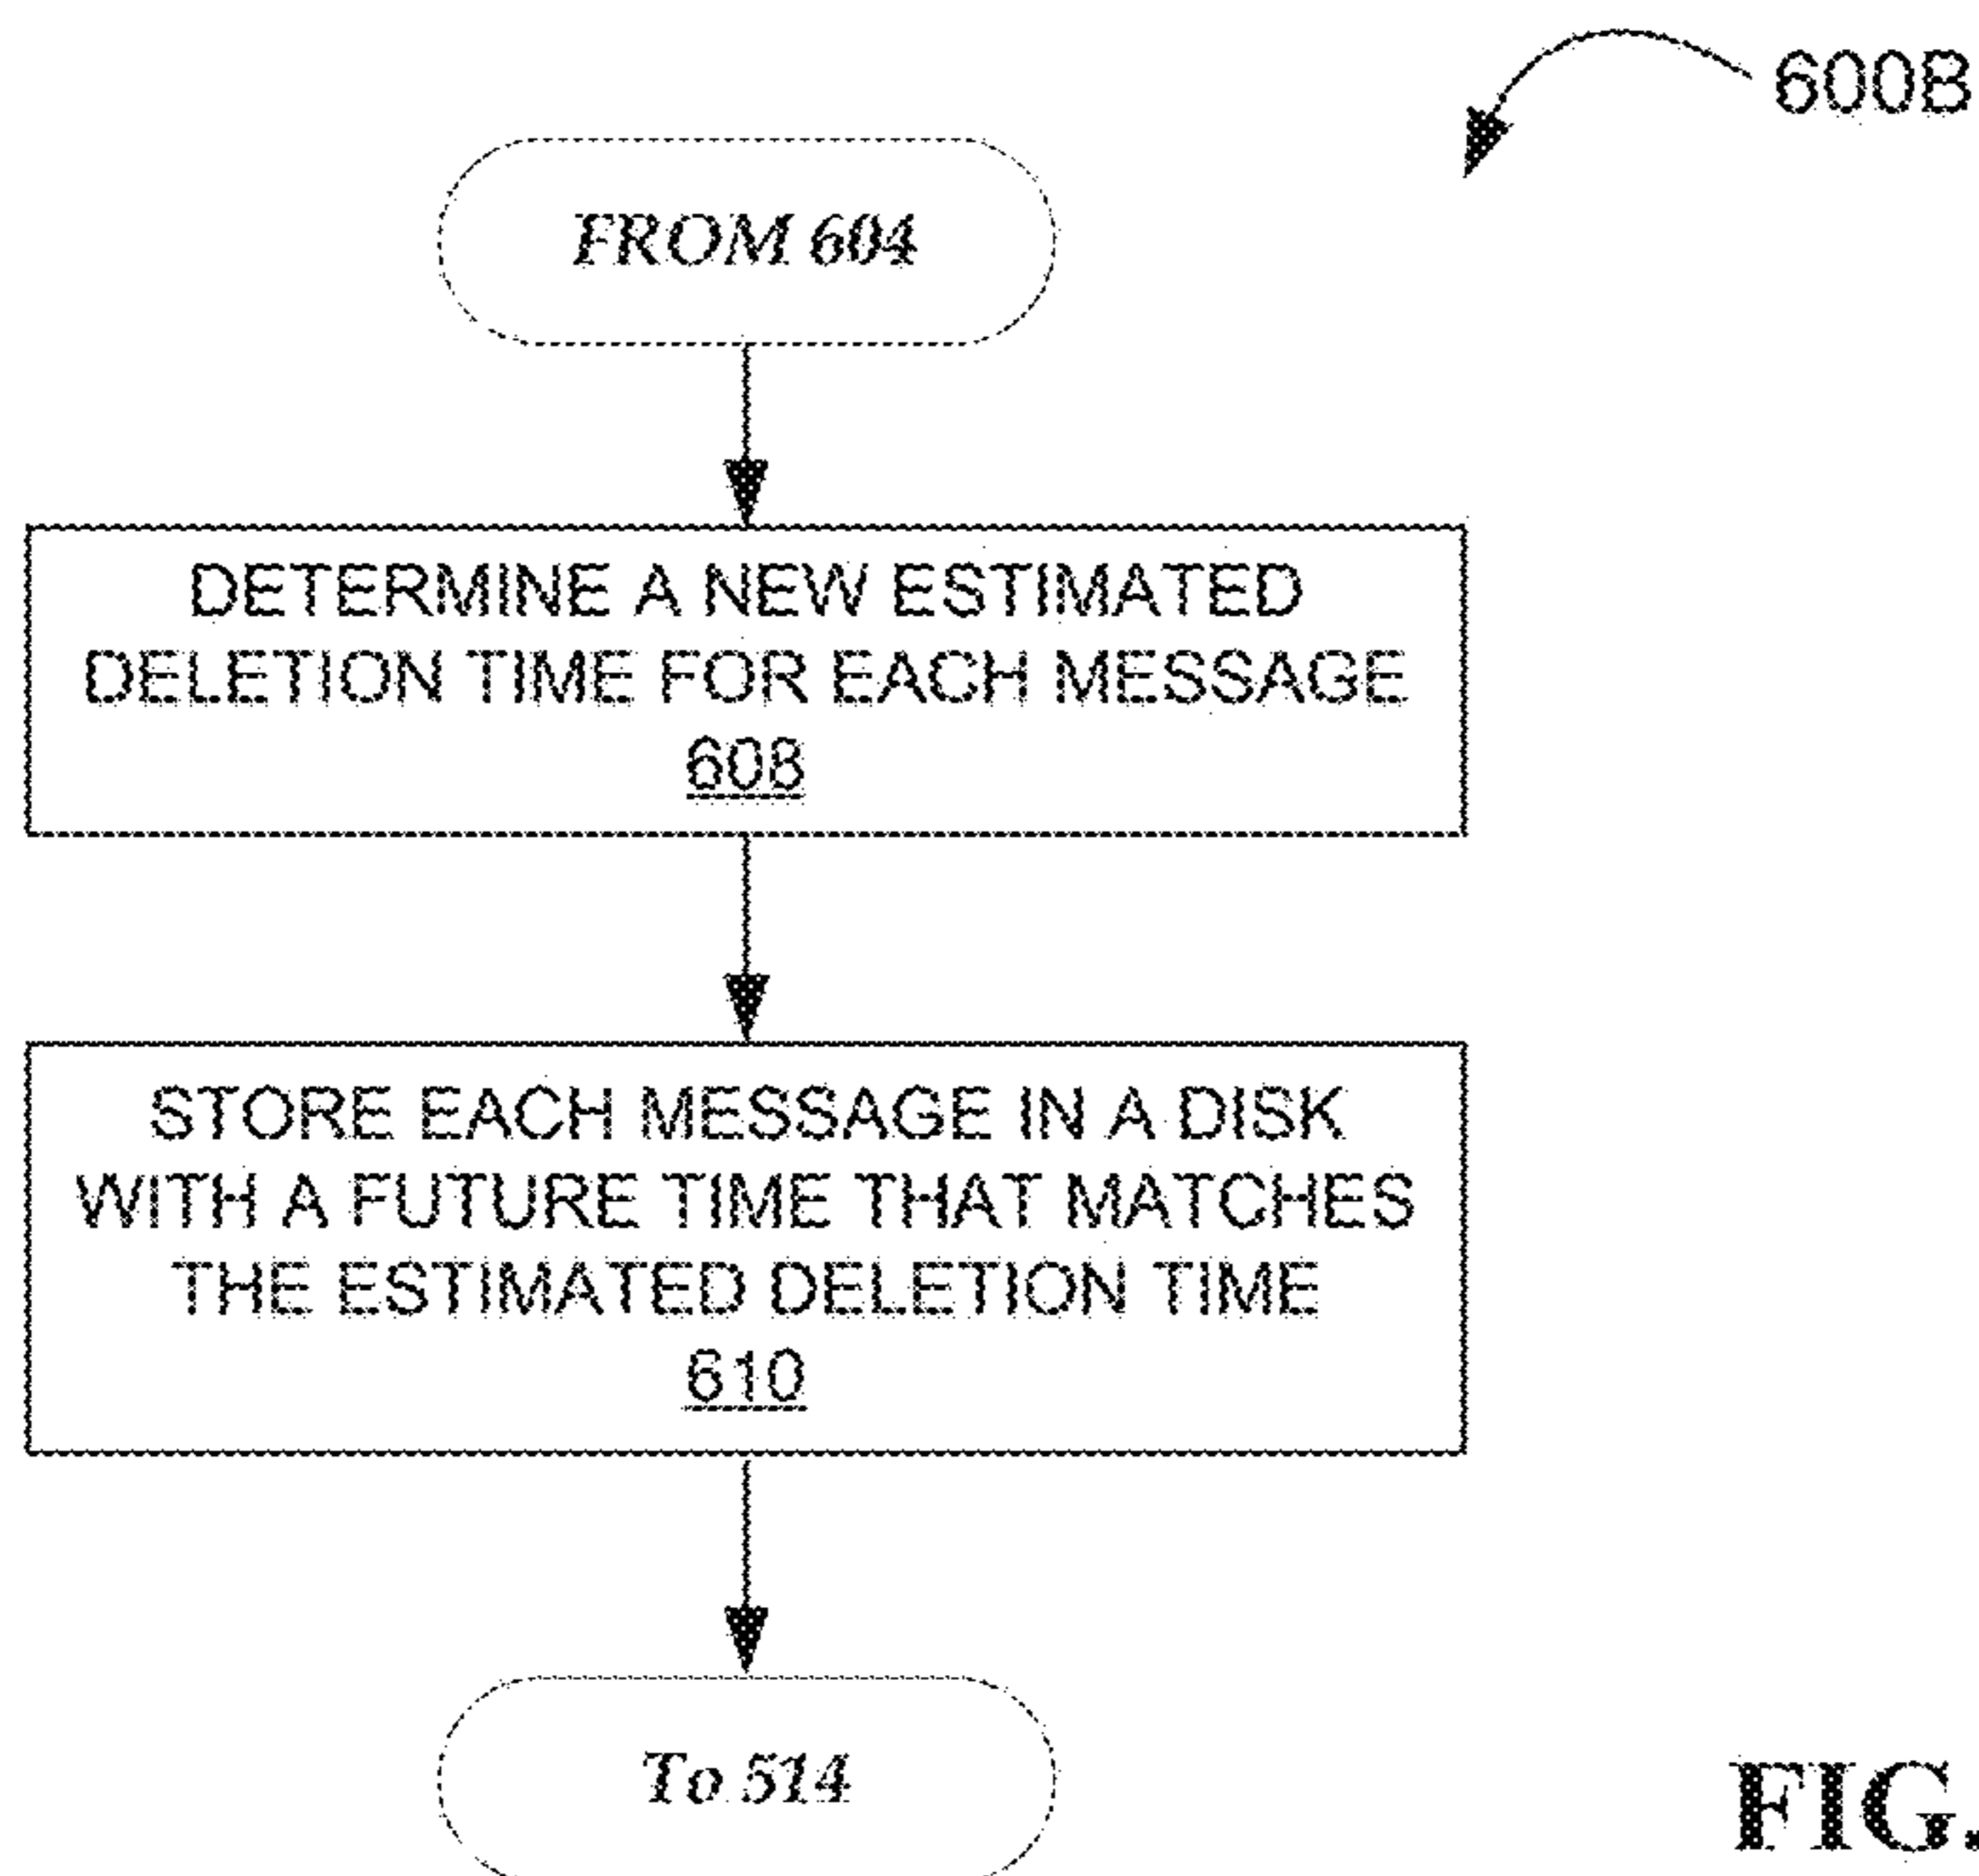 600B
FROM 604
DETERMINE A NEW ESTIMATED
DELETION TIME FOR EACH MESSAGE
608
STORE EACH MESSAGE IN A DISK
WITH A FUTURE TIME THAT MATCHES
THE ESTIMATED DELETION TIME
610
To 514
FIG.